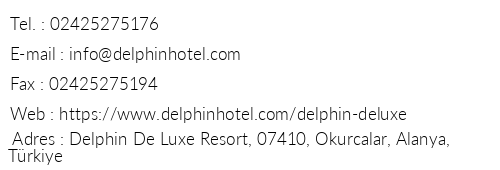 Tel. : 02425275176
E-mail : info@delphinhotel.com
Fax : 02425275194
Web : https://www.delphinhotel.com/delphin-deluxe
Adres : Delphin De Luxe Resort, 07410, Okurcalar, Alanya,
Türkiye